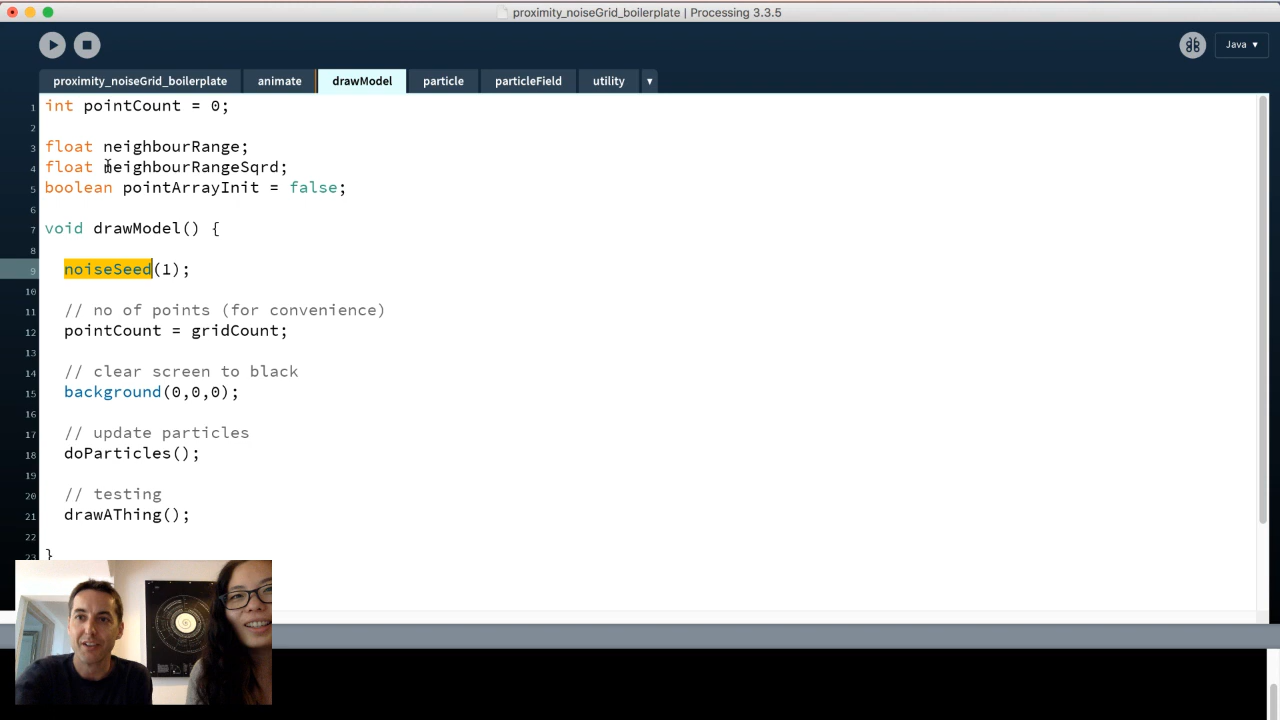 proximity_noiseGrid_boilerplate | Processing 3.3.5
Java ▾
proximity_noiseGrid_boilerplate animate drawModel particle particleField utility ▾
1 int pointCount = 0;
2
3 float neighbourRange;
4 float neighbourRangeSqrd;
5 boolean pointArrayInit = false;
6
7 void drawModel() {
8
9 noiseSeed(1);
10
11 // no of points (for convenience)
12 pointCount = gridCount;
13
14 // clear screen to black
15 background(0,0,0);
16
17 // update particles
18 doParticles();
19
20 // testing
21 drawAThing();
22
23 }